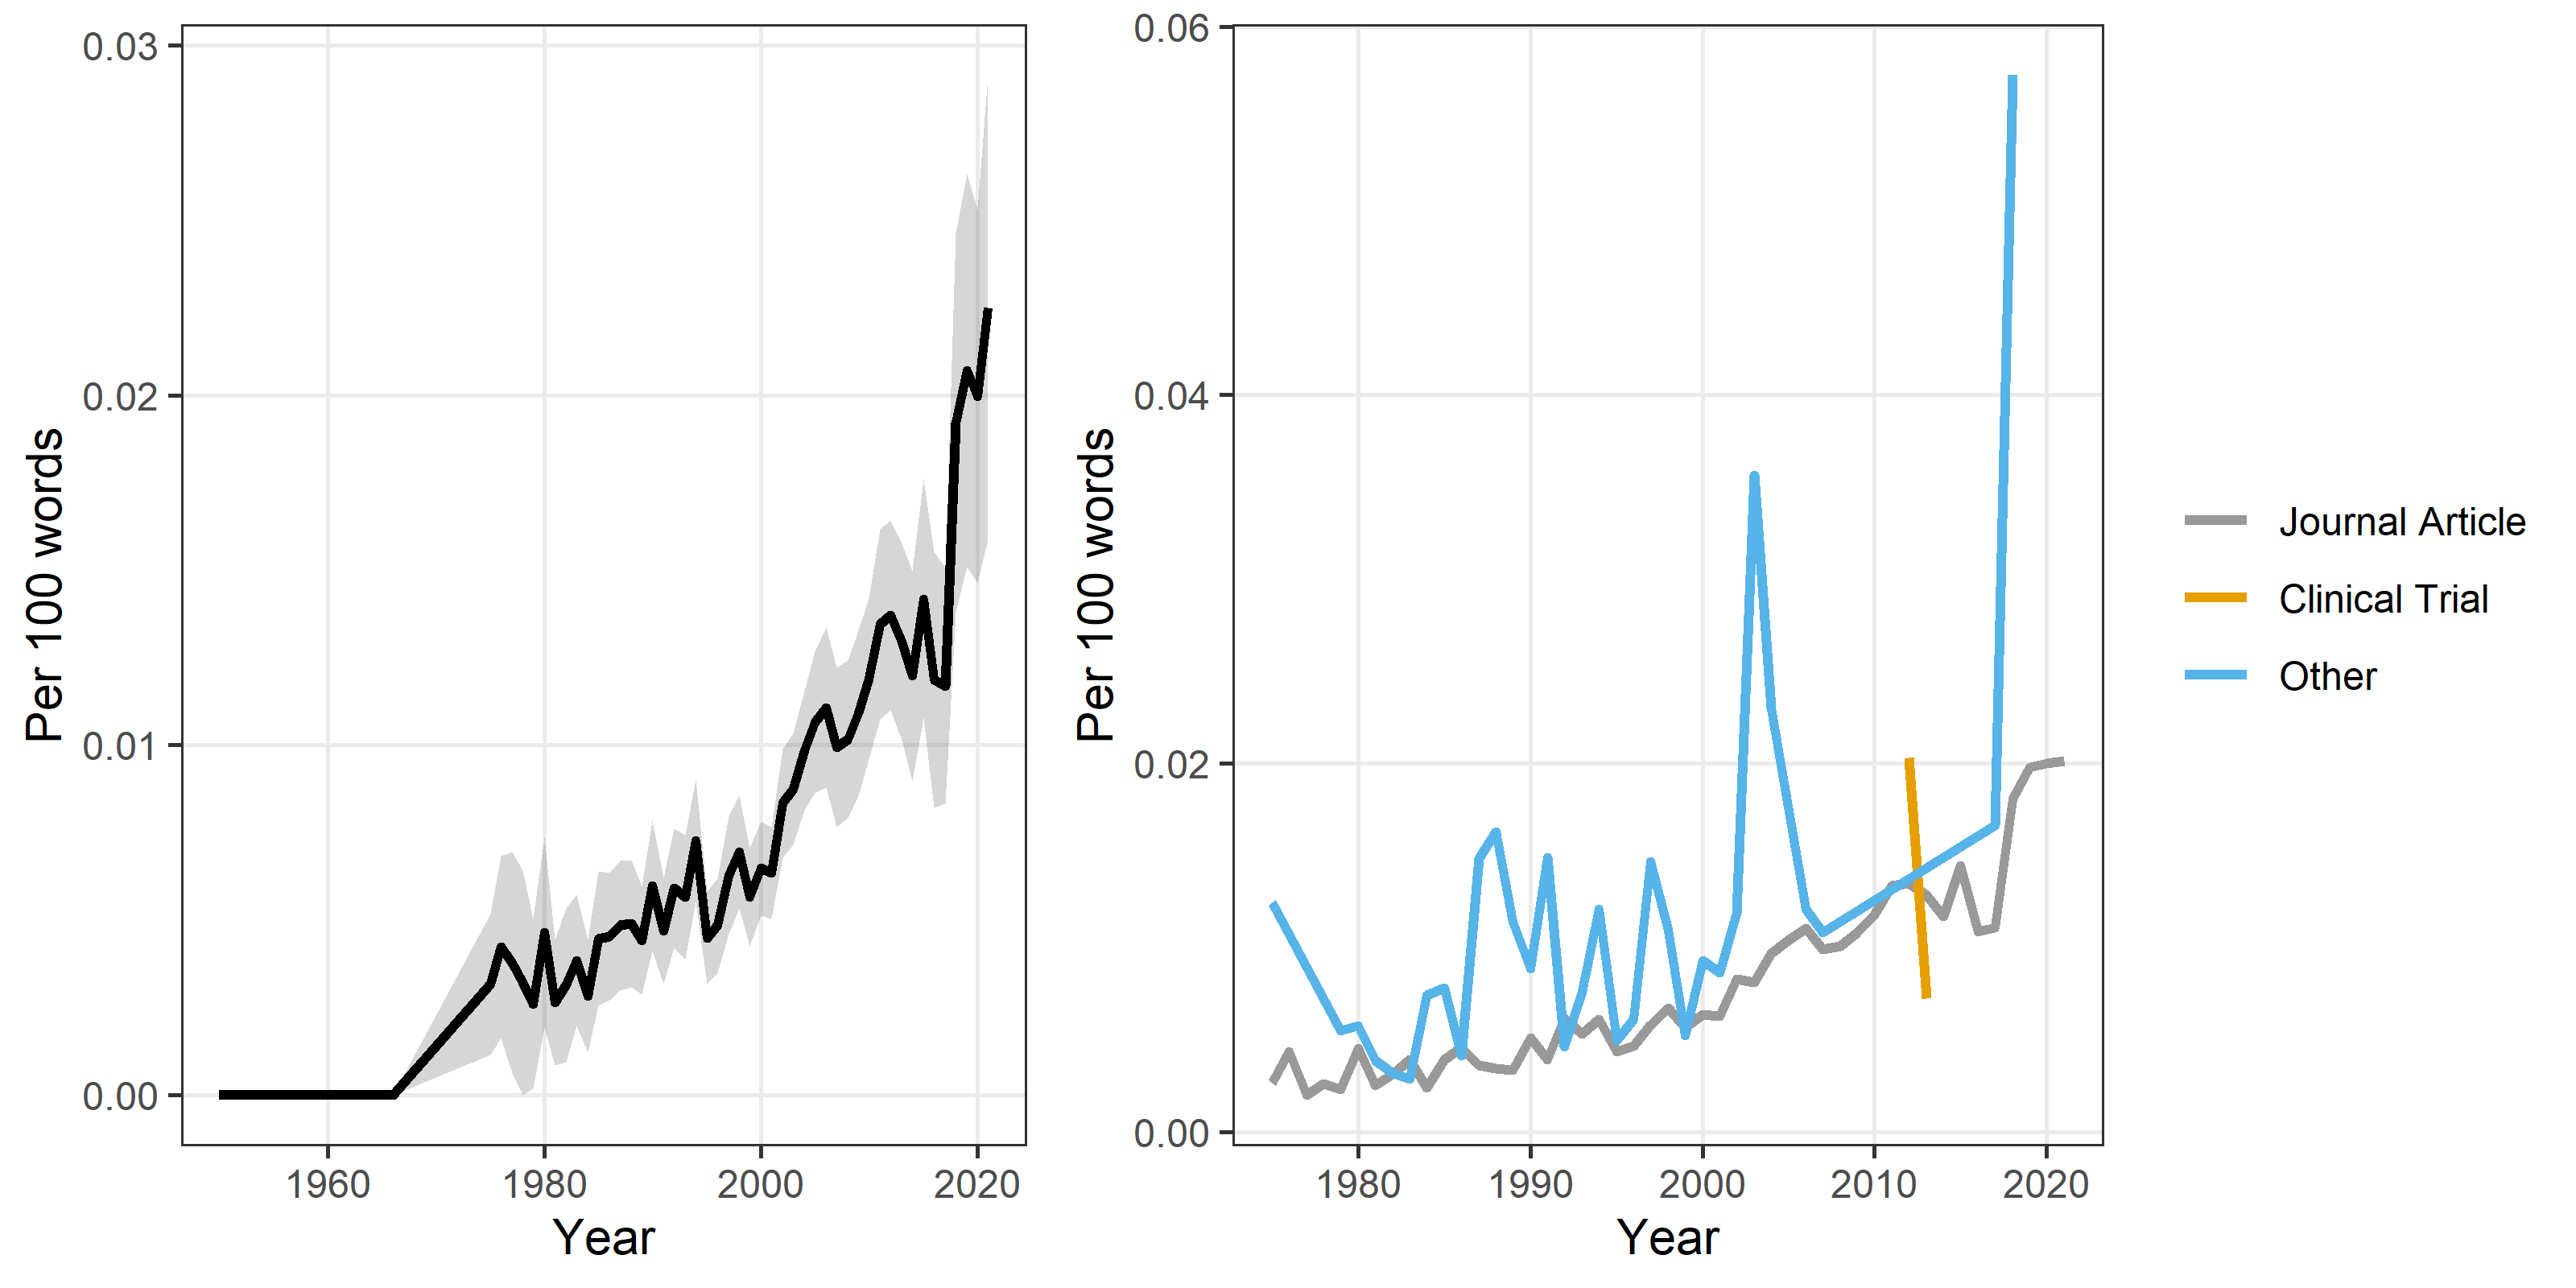 Per 100 words
0.03
0.02
0.01
0.00
1960 1980 2000 2020
Year
Per 100 words
0.06
0.04
0.02
0.00
1980 1990 2000 2010 2020
Year
Journal Article
Clinical Trial
Other